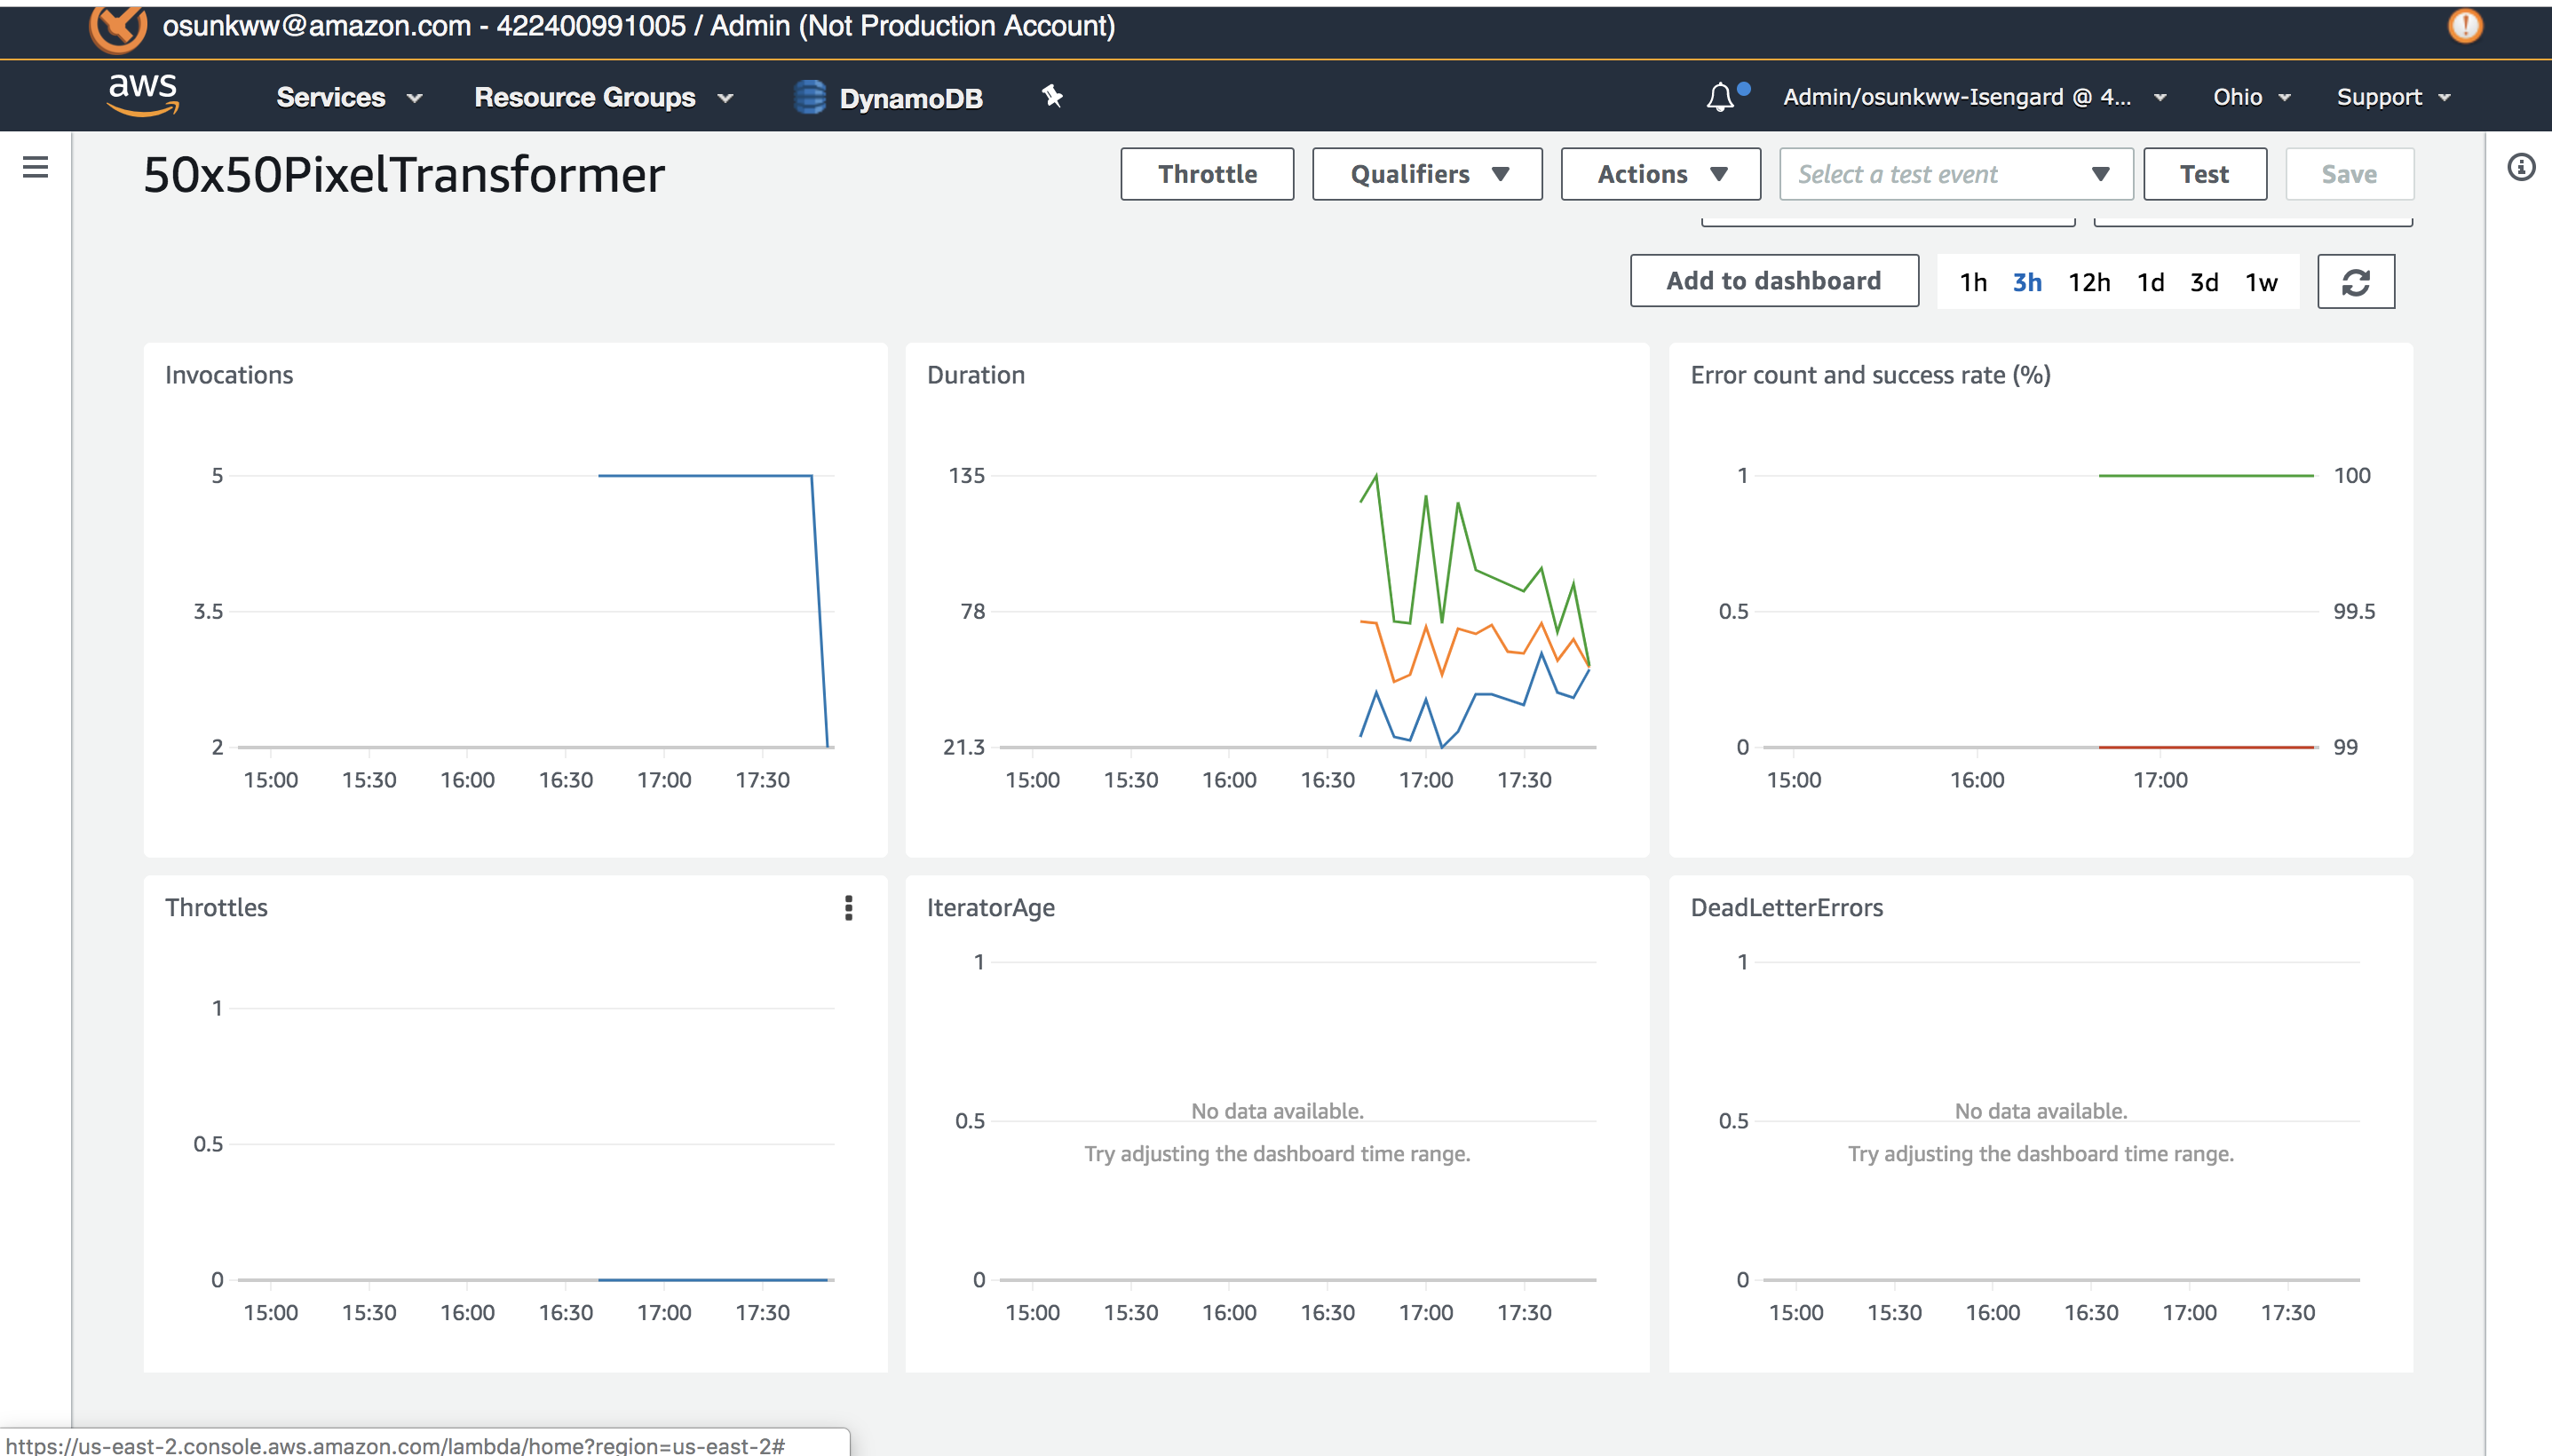 osunkww@amazon.com - 422400991005 / Admin (Not Production Account)
aws Services Resource Groups DynamoDB Admin/osunkww-Isengard @ 4... Ohio Support
50x50PixelTransformer Throttle Qualifiers Actions Select a test event Test Save
Add to dashboard 1h 3h 12h 1d 3d 1w
Invocations
5
3.5
2
15:00 15:30 16:00 16:30 17:00 17:30
Duration
135
78
21.3
15:00 15:30 16:00 16:30 17:00 17:30
Error count and success rate (%)
1 100
0.5 99.5
0 99
15:00 16:00 17:00
Throttles
1
0.5
0
15:00 15:30 16:00 16:30 17:00 17:30
IteratorAge
1
No data available.
0.5
Try adjusting the dashboard time range.
0
15:00 15:30 16:00 16:30 17:00 17:30
DeadLetterErrors
1
No data available.
0.5
Try adjusting the dashboard time range.
0
15:00 15:30 16:00 16:30 17:00 17:30
https://us-east-2.console.aws.amazon.com/lambda/home?region=us-east-2#